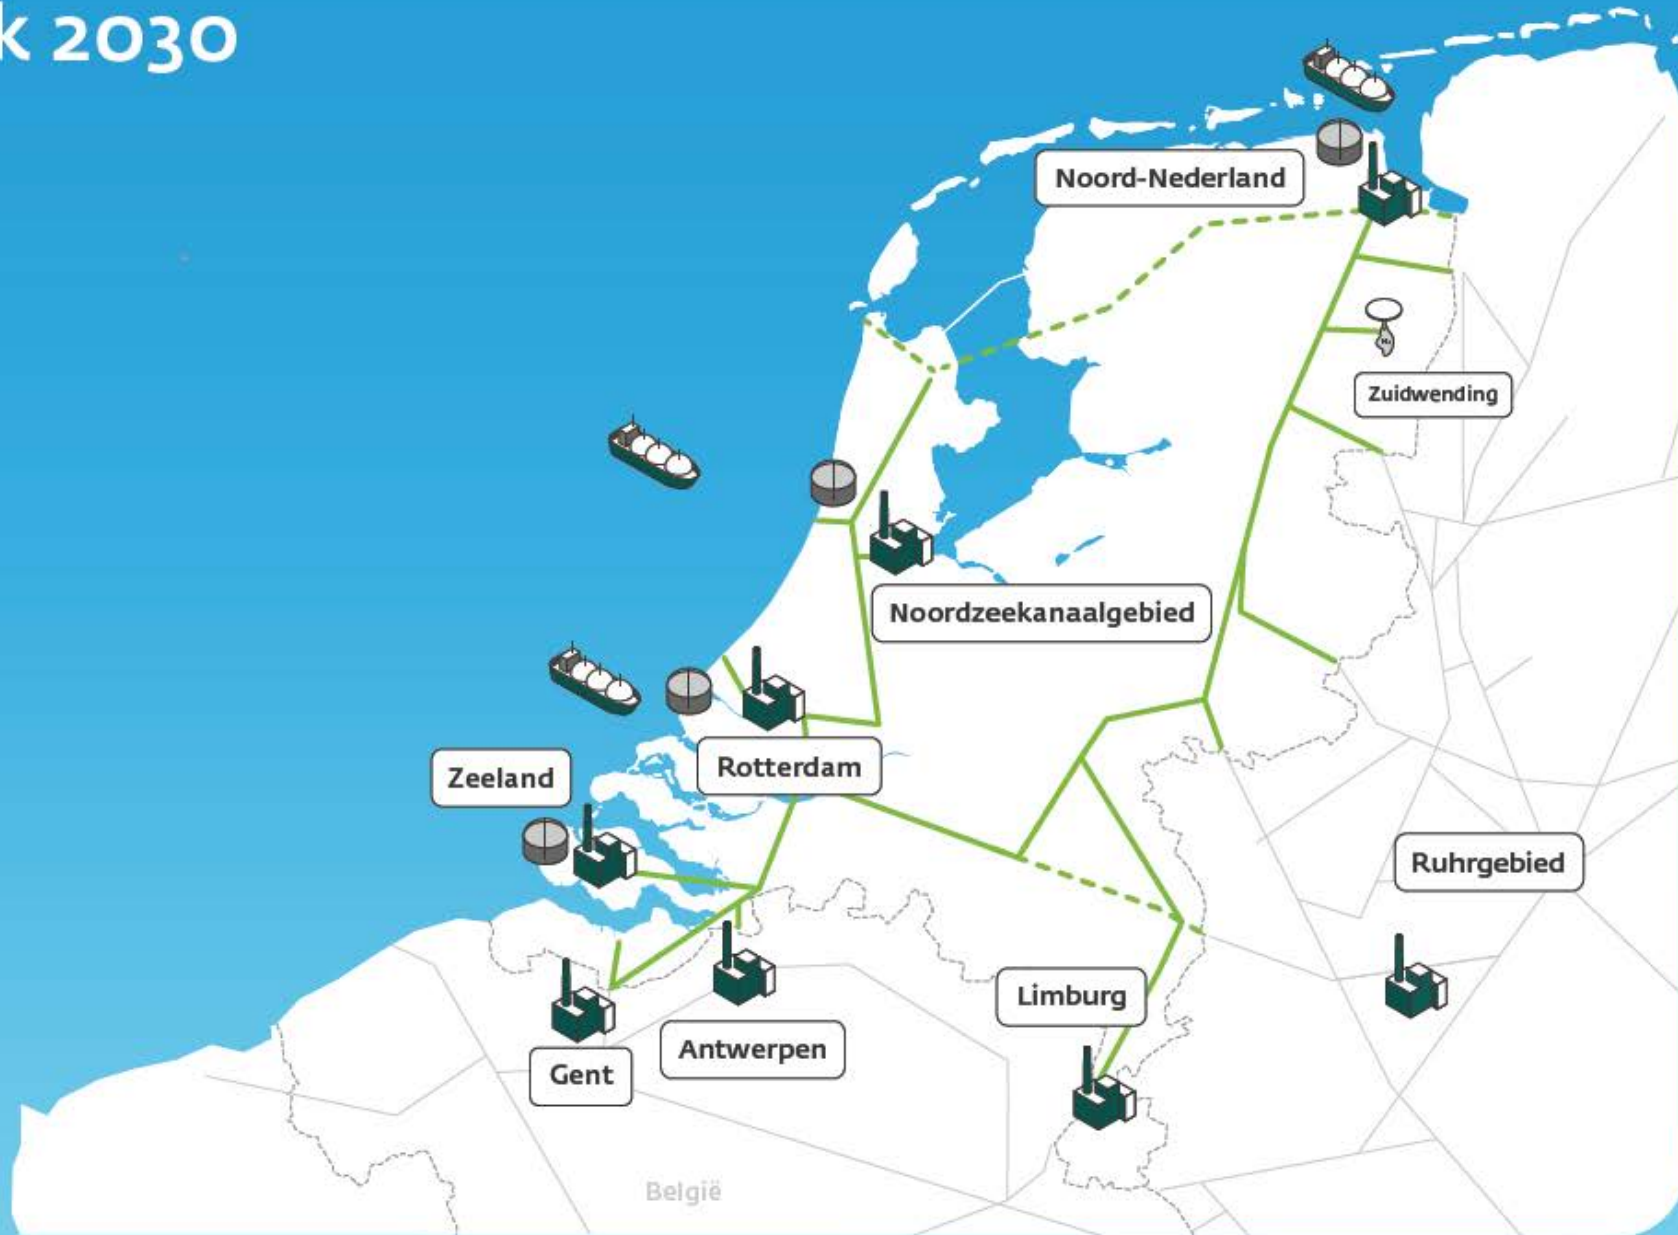 k 2030
Noord-Nederland
Zuidwending
Noordzeekanaalgebied
Rotterdam
Zeeland
Ruhrgebied
Limburg
Antwerpen
Gent
België